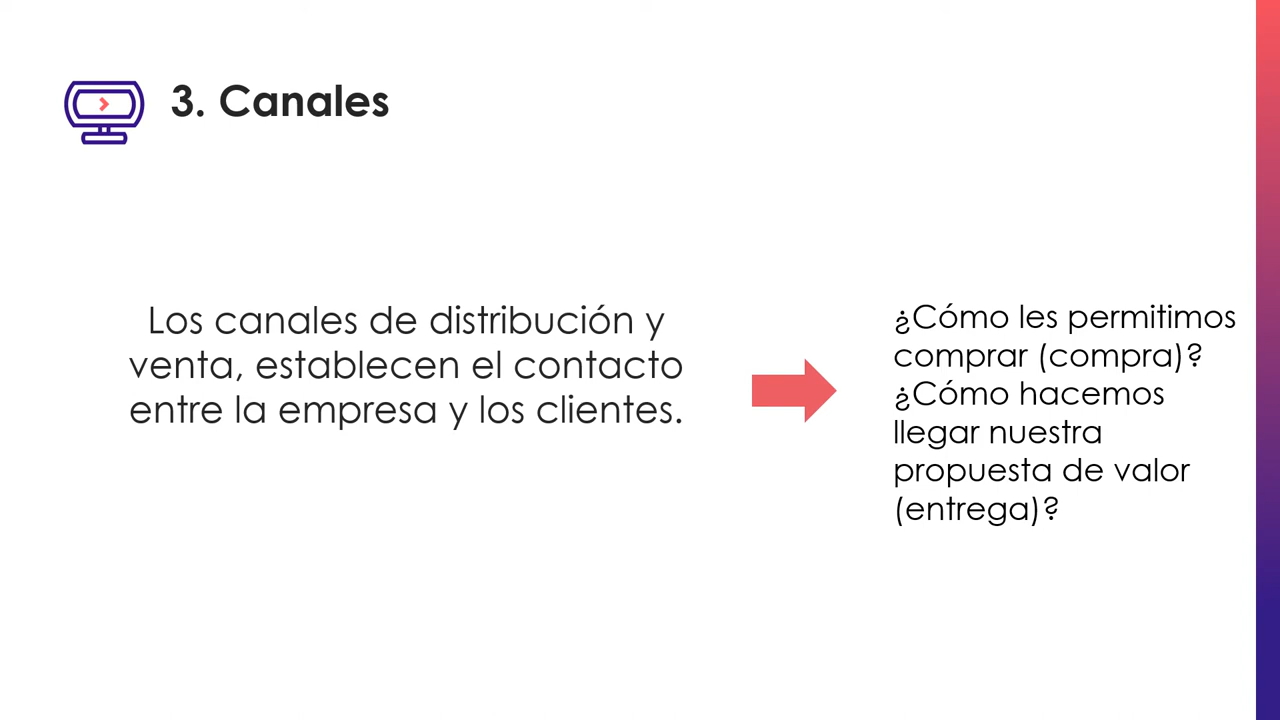 3. Canales
Los canales de distribución y
venta, establecen el contacto
entre la empresa y los clientes.
¿Cómo les permitimos
comprar (compra)?
¿Cómo hacemos
llegar nuestra
propuesta de valor
(entrega)?